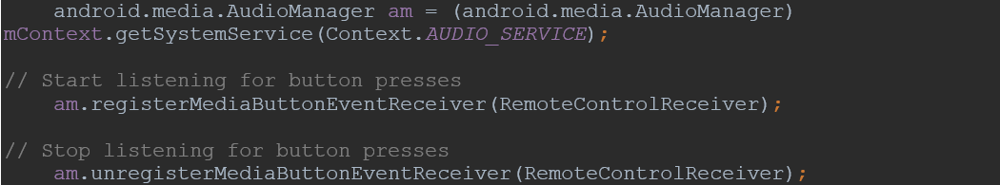 android.media.AudioManager am = (android.media.AudioManager)
mContext.getSystemService(Context.AUDIO_SERVICE);
// Start listening for button presses
am.registerMediaButtonEventReceiver(RemoteControlReceiver);
// Stop listening for button presses
am.unregisterMediaButtonEventReceiver(RemoteControlReceiver);